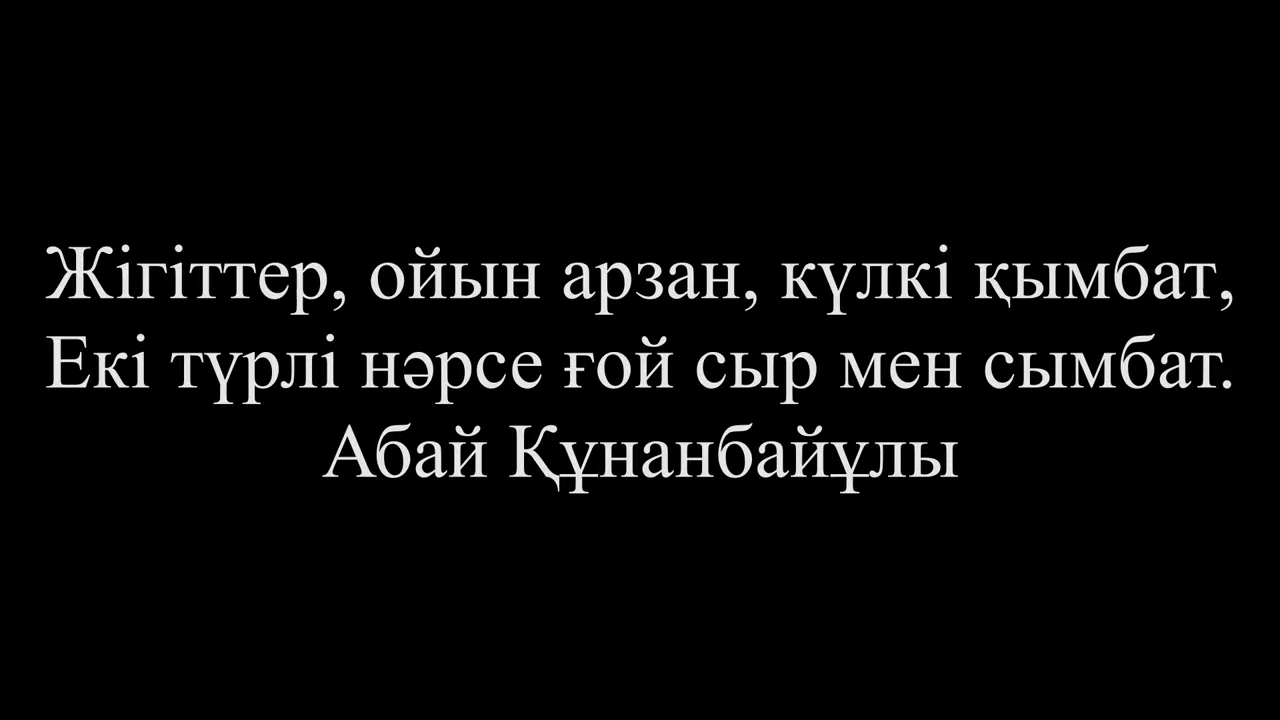 Жігіттер, ойын арзан, күлкі қымбат,
Екі түрлі нәрсе ғой сыр мен сымбат.
Абай Құнанбайұлы